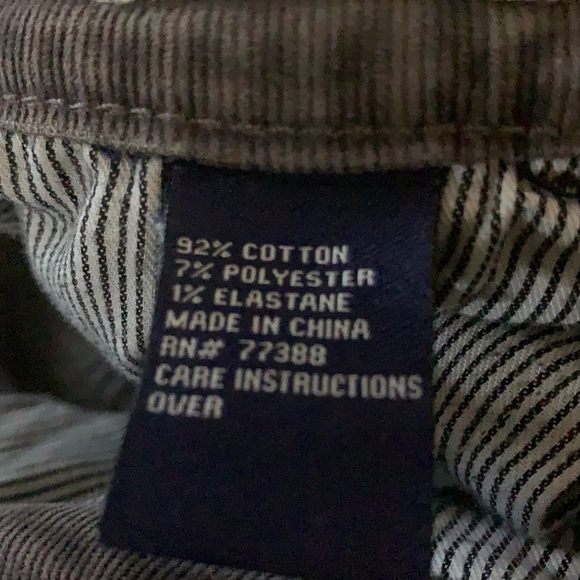 92% COTTON
7% POLYESTER
1% ELASTANE
MADE IN CHINA
RN# 77388
CARE INSTRUCTIONS
OVER